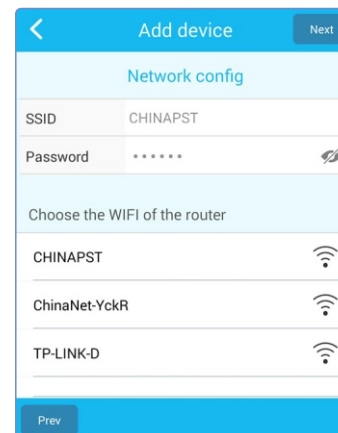 Add device
Next
Network config
SSID CHINAPST
Password ······
Choose the WIFI of the router
CHINAPST
ChinaNet-YckR
TP-LINK-D
Prev